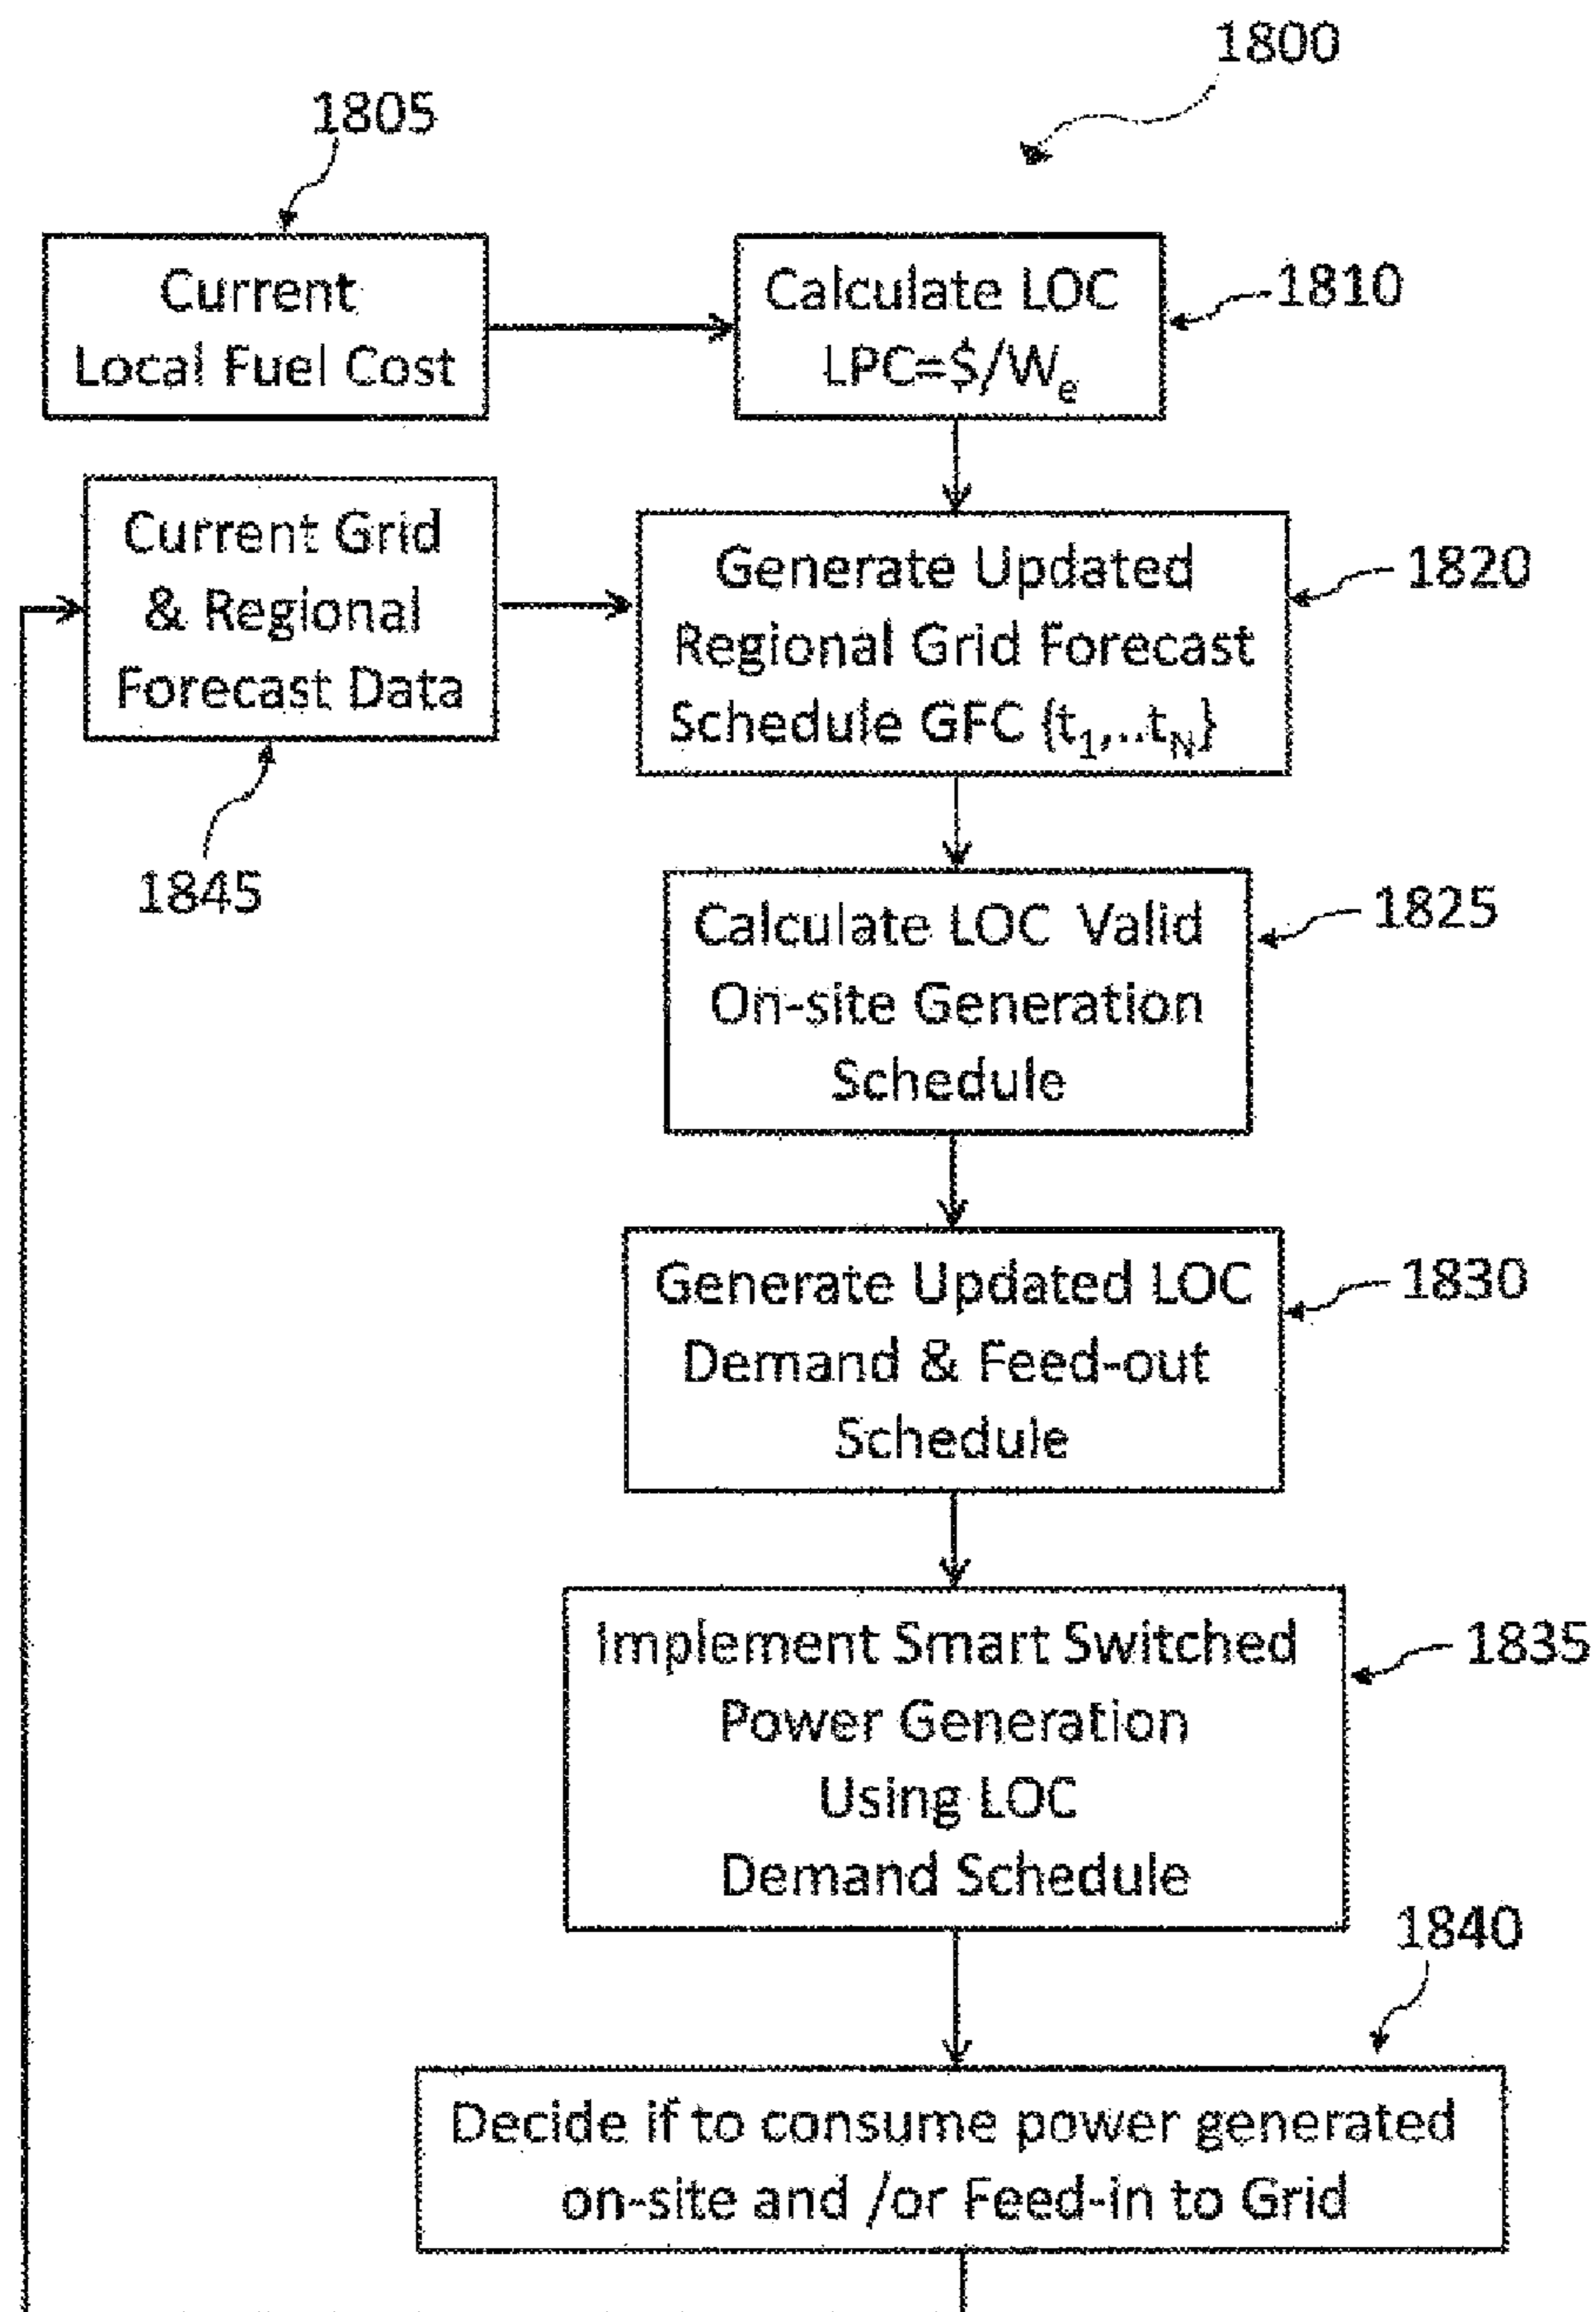 1800
1805
Current
Local Fuel Cost
Calculate LOC
LPC=$/Wₑ
1810
Current Grid
& Regional
Forecast Data
1845
Generate Updated
Regional Grid Forecast
Schedule GFC {t₁,..t_N}
1820
Calculate LOC Valid
On-site Generation
Schedule
1825
Generate Updated LOC
Demand & Feed-out
Schedule
1830
Implement Smart Switched
Power Generation
Using LOC
Demand Schedule
1835
1840
Decide if to consume power generated
on-site and /or Feed-in to Grid